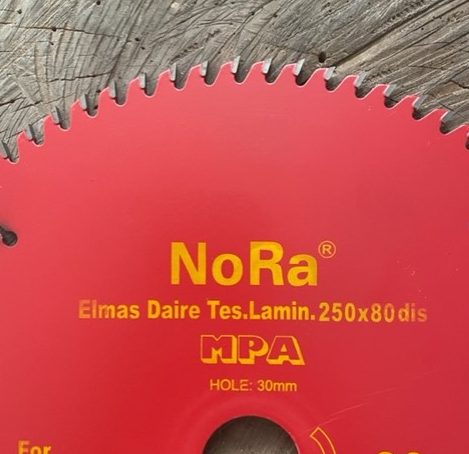 NoRa®
Elmas Daire Tes.Lamin.250x80dis
MPA
HOLE: 30mm
For